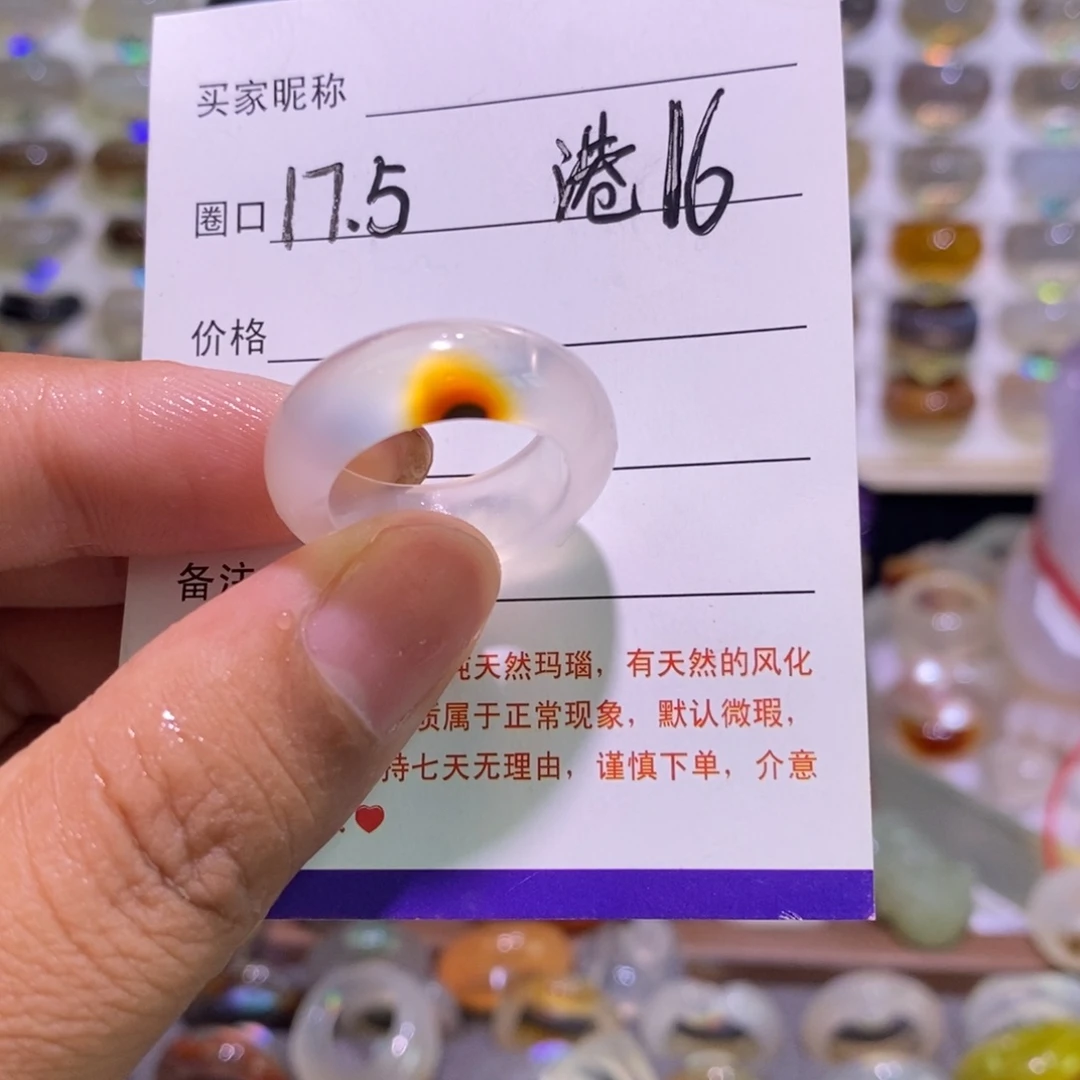 买家昵称
圈口 17.5 港16
价格
备注
纯天然玛瑙，有天然的风化
质属于正常现象，默认微瑕，
持七天无理由，谨慎下单，介意